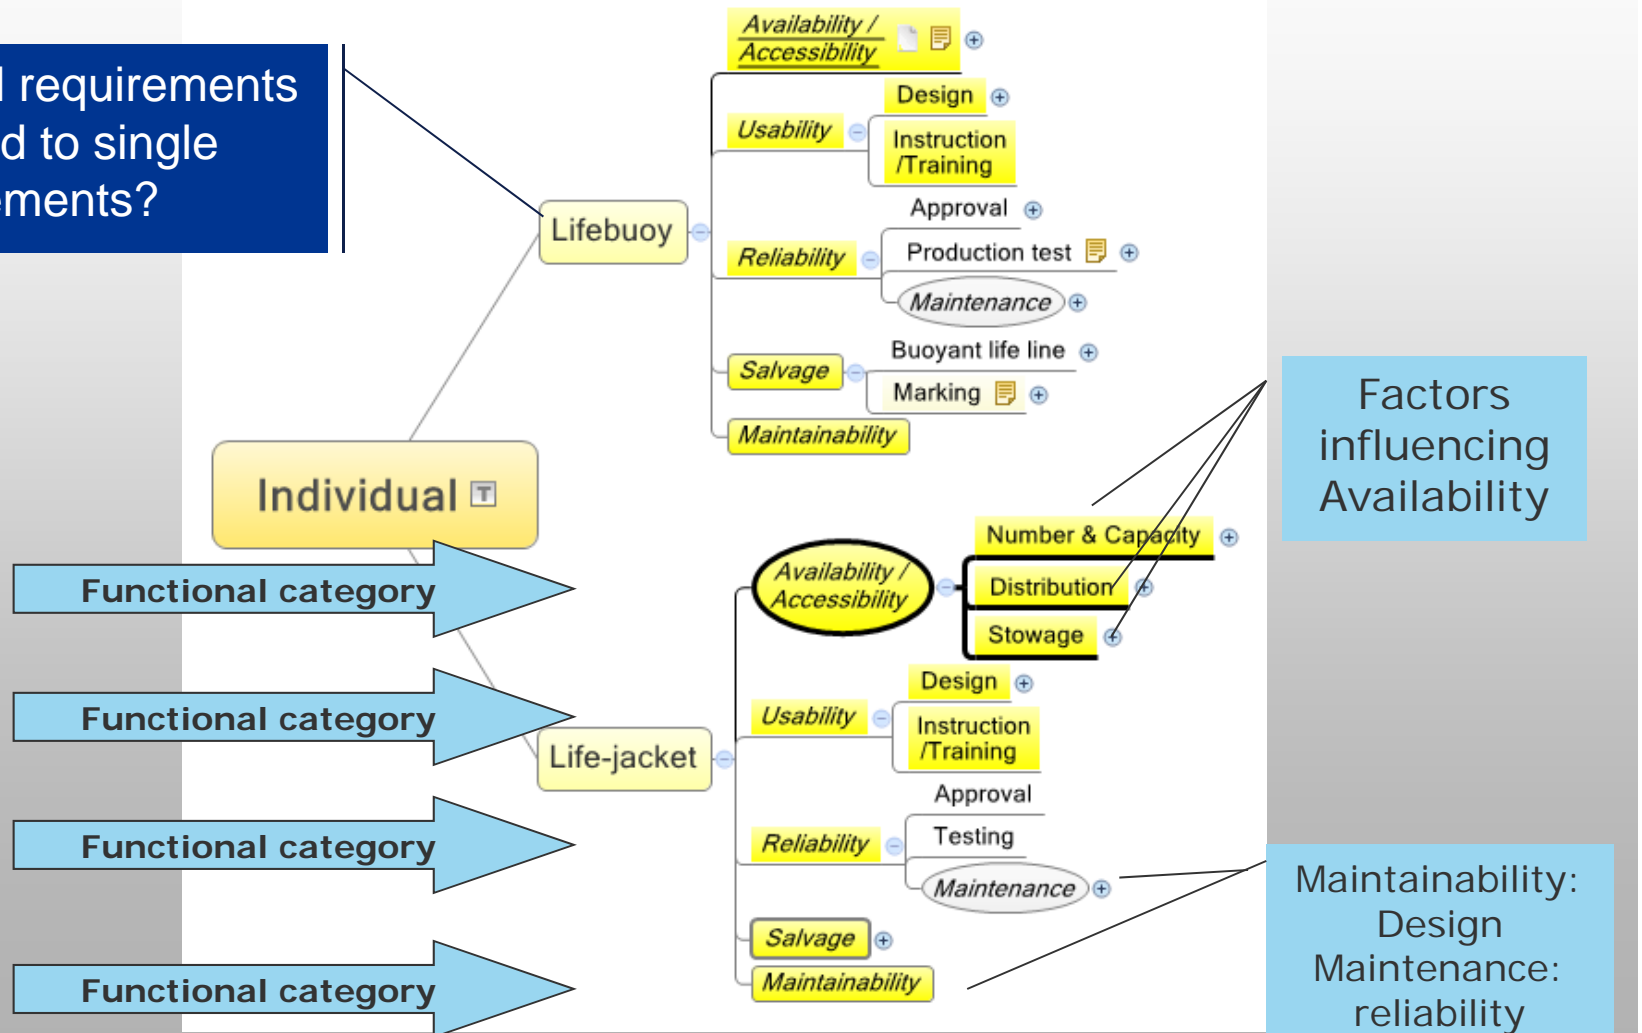 l requirements
d to single
ements?
Availability /
Accessibility
Design
Usability
Instruction
/Training
Approval
Lifebuoy
Reliability
Production test
Maintenance
Buoyant life line
Salvage
Marking
Maintainability
Factors
influencing
Availability
Individual
T
Number & Capacity
Availability /
Accessibility
Distribution
Stowage
Functional category
Functional category
Functional category
Functional category
Design
Usability
Instruction
/Training
Life-jacket
Approval
Testing
Reliability
Maintenance
Salvage
Maintainability
Maintainability:
Design
Maintenance:
reliability